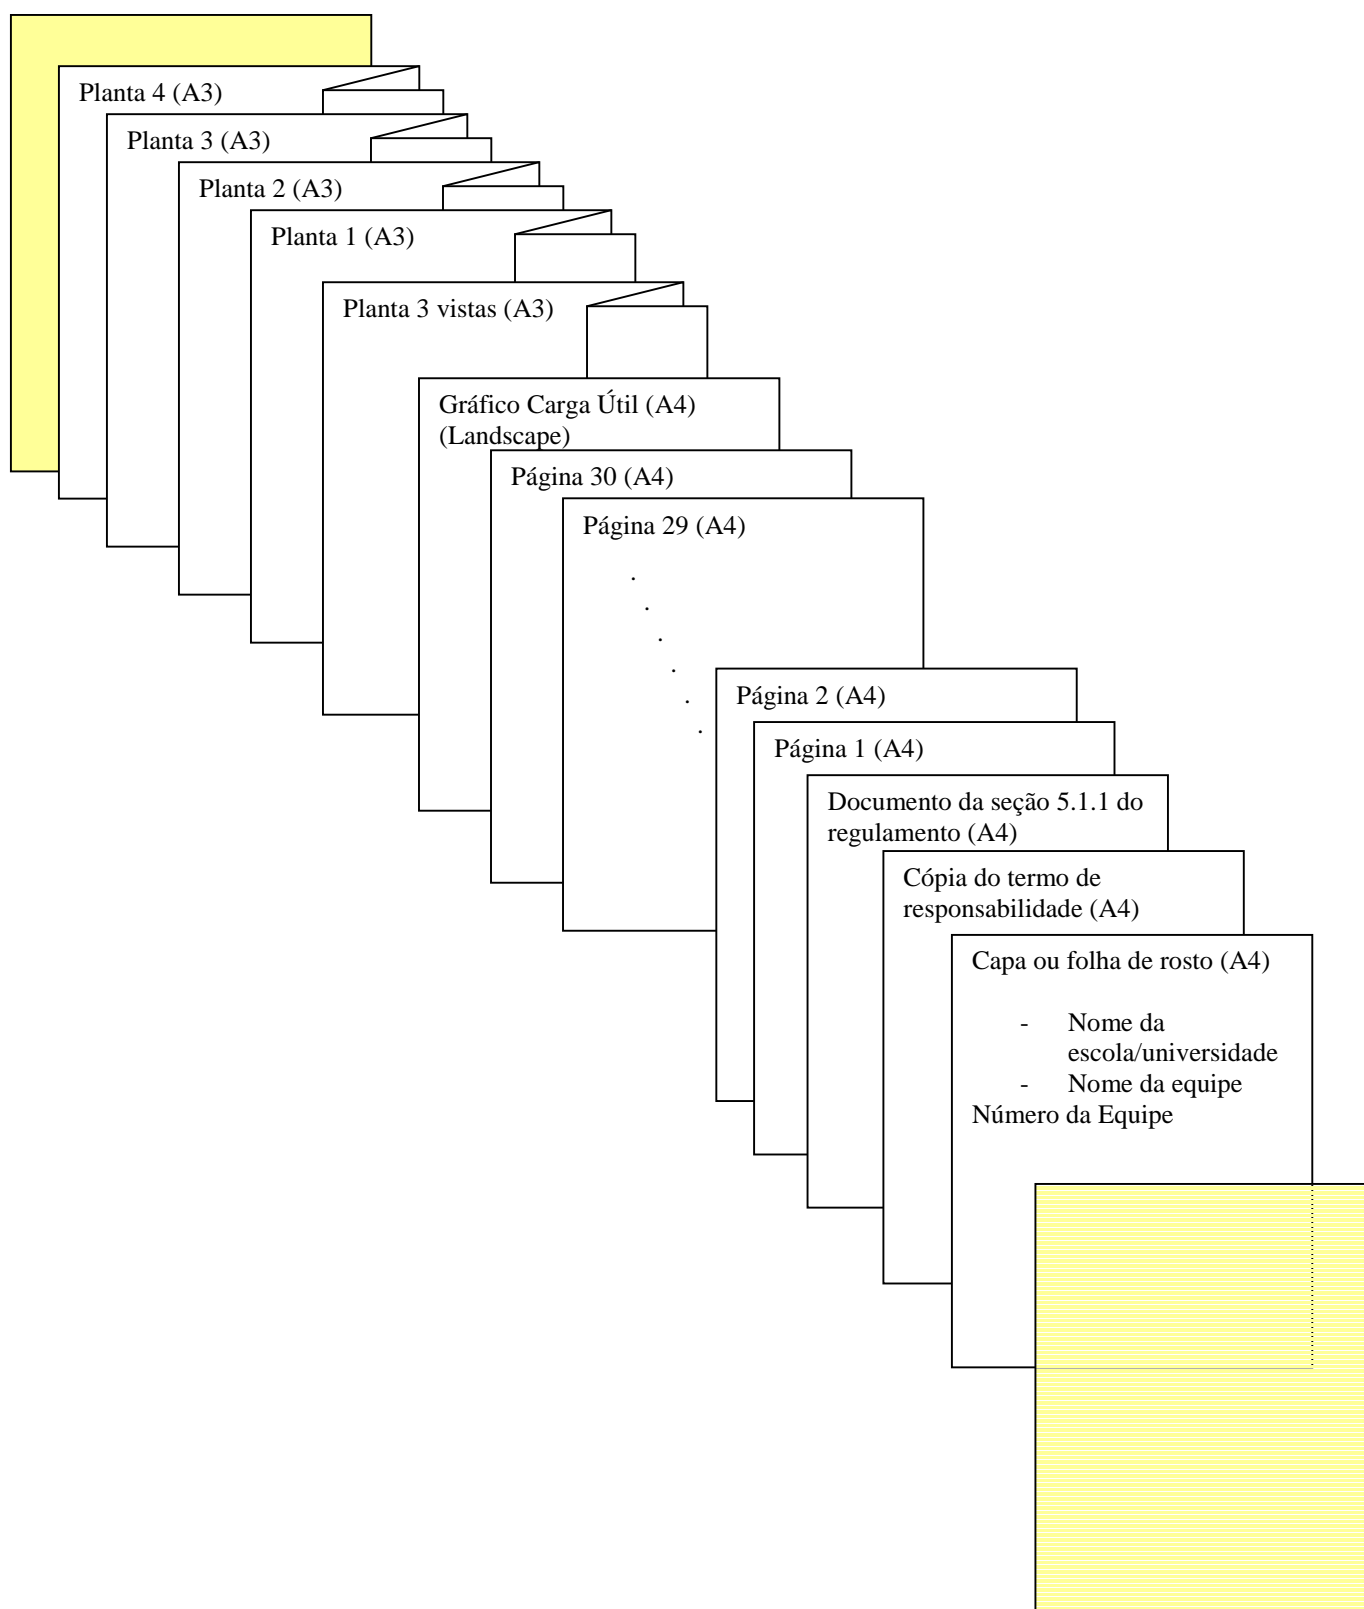 Planta 4 (A3)
Planta 3 (A3)
Planta 2 (A3)
Planta 1 (A3)
Planta 3 vistas (A3)
Gráfico Carga Útil (A4)
(Landscape)
Página 30 (A4)
Página 29 (A4)
.
.
.
.
.
.
Página 2 (A4)
Página 1 (A4)
Documento da seção 5.1.1 do
regulamento (A4)
Cópia do termo de
responsabilidade (A4)
Capa ou folha de rosto (A4)
- Nome da
escola/universidade
- Nome da equipe
Número da Equipe